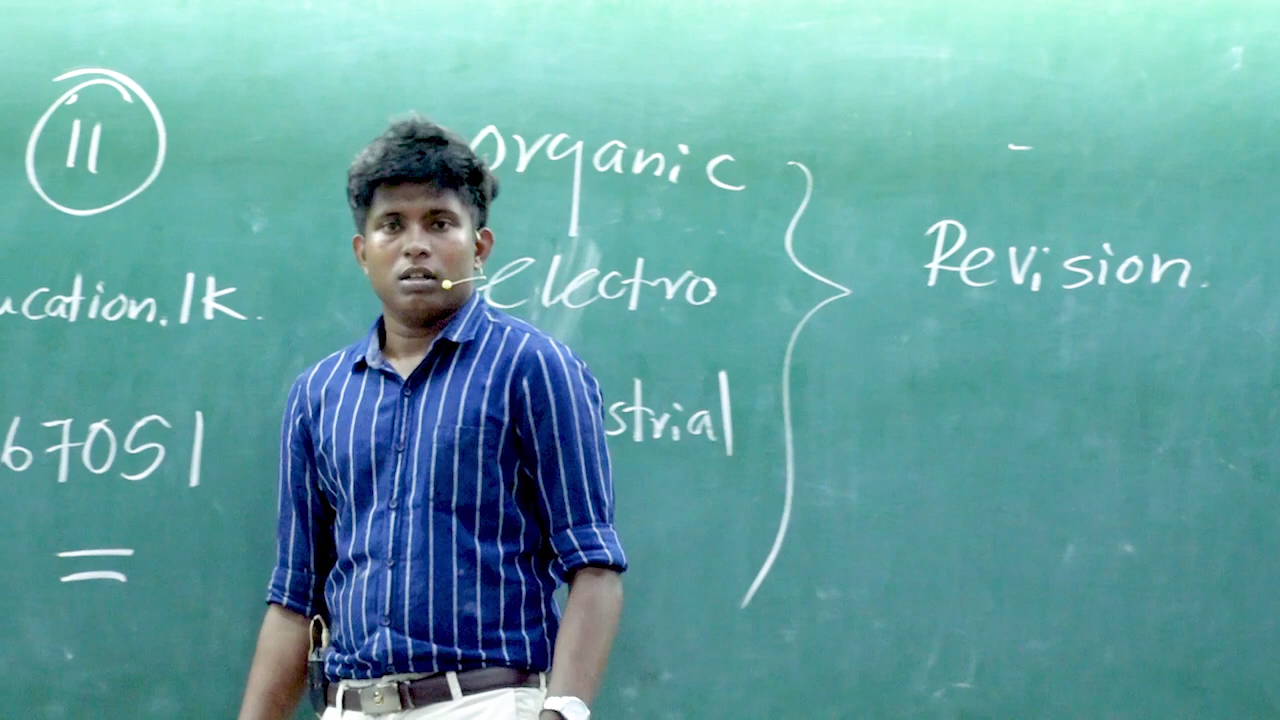 11
organic
electro
Revision.
ucation.lk.
strial
67051